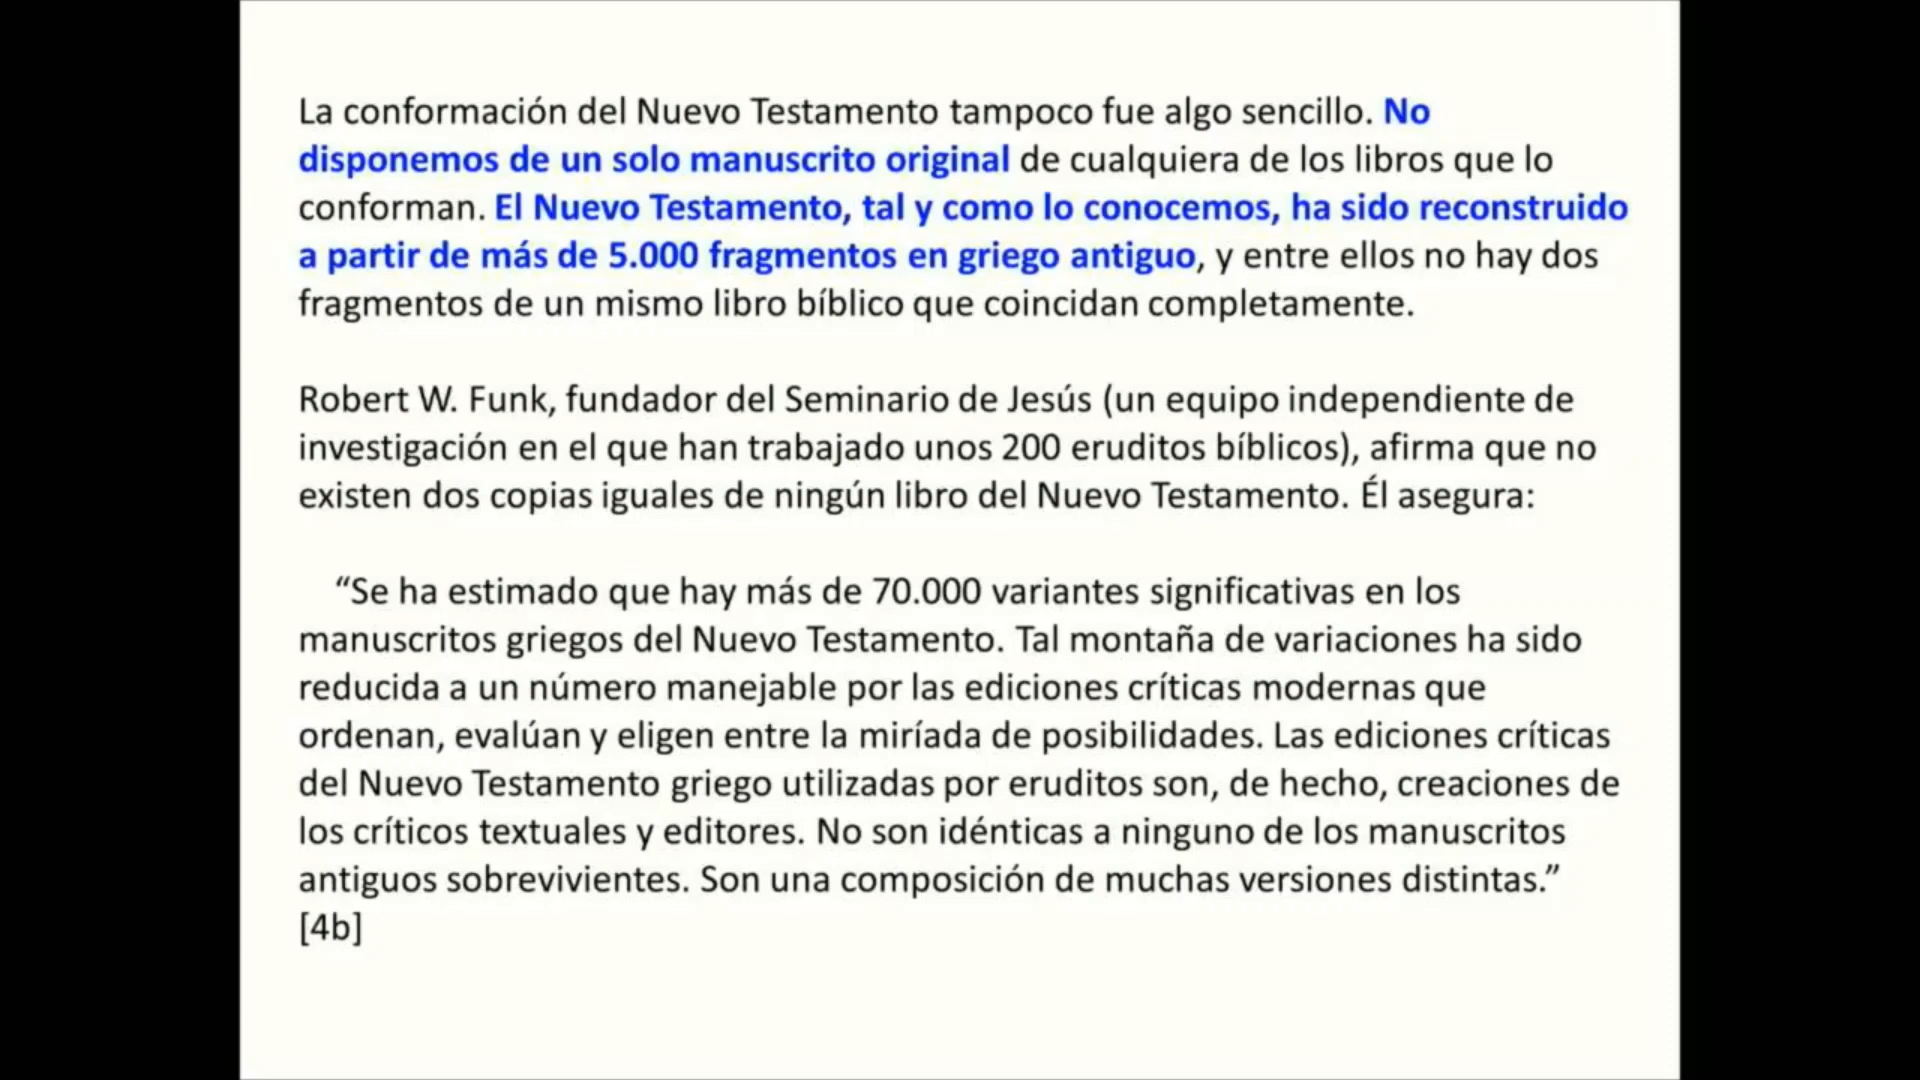 La conformación del Nuevo Testamento tampoco fue algo sencillo. No
disponemos de un solo manuscrito original de cualquiera de los libros que lo
conforman. El Nuevo Testamento, tal y como lo conocemos, ha sido reconstruido
a partir de más de 5.000 fragmentos en griego antiguo, y entre ellos no hay dos
fragmentos de un mismo libro bíblico que coincidan completamente.
Robert W. Funk, fundador del Seminario de Jesús (un equipo independiente de
investigación en el que han trabajado unos 200 eruditos bíblicos), afirma que no
existen dos copias iguales de ningún libro del Nuevo Testamento. Él asegura:
“Se ha estimado que hay más de 70.000 variantes significativas en los
manuscritos griegos del Nuevo Testamento. Tal montaña de variaciones ha sido
reducida a un número manejable por las ediciones críticas modernas que
ordenan, evalúan y eligen entre la miríada de posibilidades. Las ediciones críticas
del Nuevo Testamento griego utilizadas por eruditos son, de hecho, creaciones de
los críticos textuales y editores. No son idénticas a ninguno de los manuscritos
antiguos sobrevivientes. Son una composición de muchas versiones distintas.”
[4b]